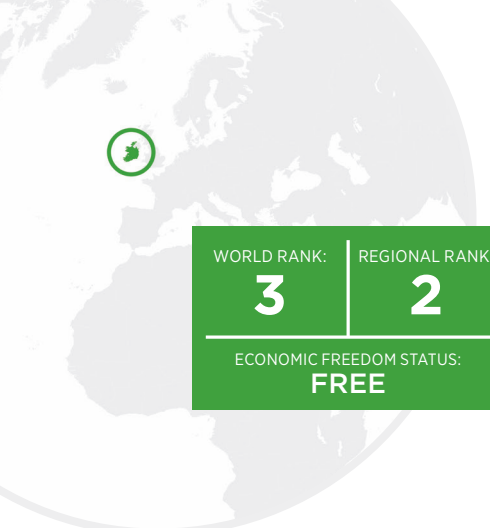 WORLD RANK:
3
REGIONAL RANK
2
ECONOMIC FREEDOM STATUS:
FREE